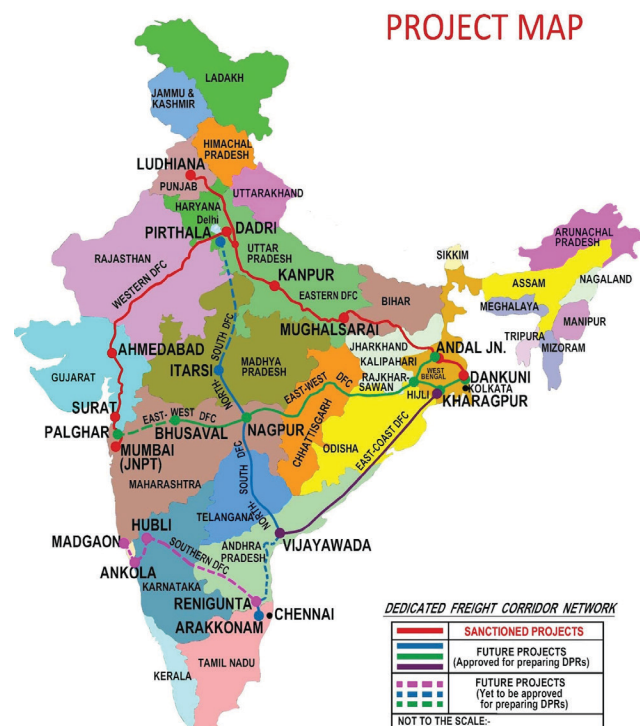 PROJECT MAP
LADAKH
JAMMU &
KASHMIR
HIMACHAL
PRADESH
LUDHIANA
PUNJAB
UTTARAKHAND
HARYANA
Delhi
PIRTHALA
DADRI
UTTAR
PRADESH
RAJASTHAN
WESTERN DFC
KANPUR
EASTERN DFC
BIHAR
SIKKIM
ARUNACHAL
PRADESH
ASSAM
NAGALAND
MEGHALAYA
MANIPUR
TRIPURA
MIZORAM
MUGHALSARAI
JHARKHAND
ANDAL JN.
KALIPAHARI
WEST
BENGAL
RAJKHAR-
SAWAN
DANKUNI
KOLKATA
HIJLI
KHARAGPUR
AHMEDABAD
GUJARAT
ITARSI
MADHYA
PRADESH
NORTH-
SOUTH DFC
SURAT
EAST- WEST DFC
EAST-WEST DFC
PALGHAR
BHUSAVAL
NAGPUR
CHHATTISGARH
ODISHA
EAST-COAST DFC
MUMBAI
(JNPT)
MAHARASHTRA
NORTH-
SOUTH
DFC
TELANGANA
HUBLI
MADGAON
ANKOLA
SOUTHERN DFC
ANDHRA
PRADESH
VIJAYAWADA
KARNATAKA
RENIGUNTA
CHENNAI
ARAKKONAM
TAMIL NADU
KERALA
DEDICATED FREIGHT CORRIDOR NETWORK
SANCTIONED PROJECTS
FUTURE PROJECTS
(Approved for preparing DPRs)
FUTURE PROJECTS
(Yet to be approved
for preparing DPRs)
NOT TO THE SCALE:-